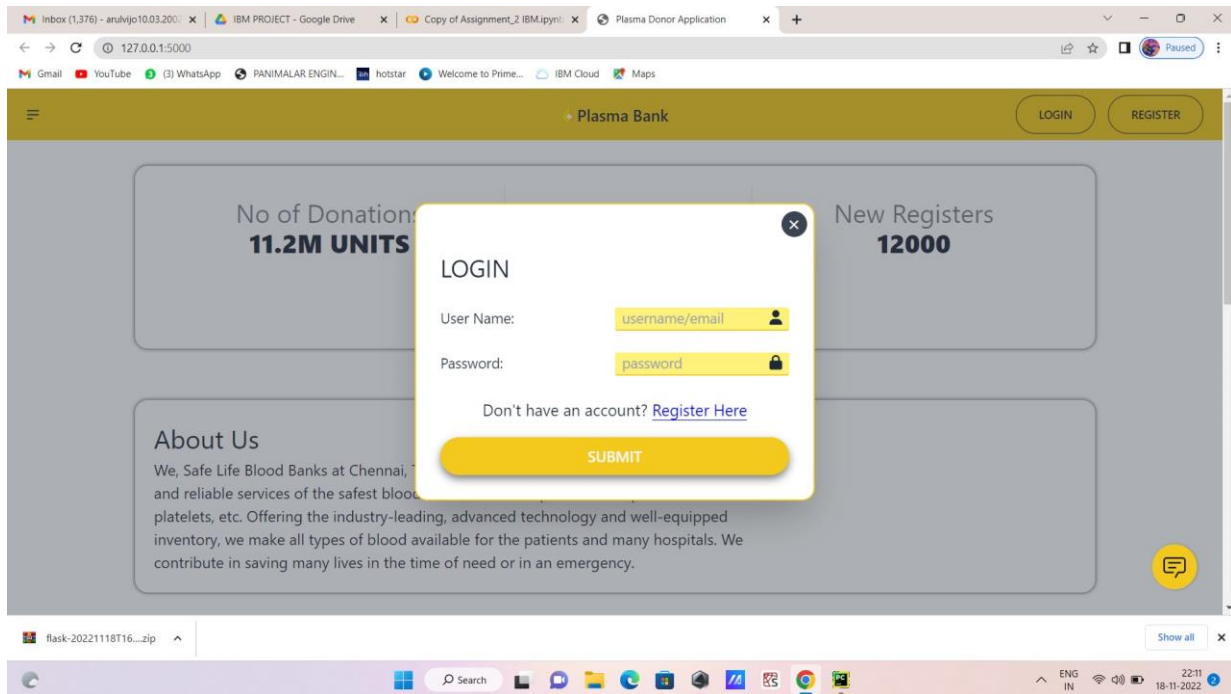 Inbox (1,376) - arulvijo10.03.200
IBM PROJECT - Google Drive
Copy of Assignment_2 IBM.ipynb
Plasma Donor Application
127.0.0.1:5000
Paused
Gmail
YouTube
(3) WhatsApp
PANIMALAR ENGIN...
hotstar
Welcome to Prime...
IBM Cloud
Maps
Plasma Bank
LOGIN
REGISTER
No of Donations
11.2M UNITS
New Registers
12000
LOGIN
User Name:
username/email
Password:
password
Don't have an account? Register Here
SUBMIT
About Us
We, Safe Life Blood Banks at Chennai,
and reliable services of the safest blood
platelets, etc. Offering the industry-leading, advanced technology and well-equipped
inventory, we make all types of blood available for the patients and many hospitals. We
contribute in saving many lives in the time of need or in an emergency.
flask-20221118T16....zip
Show all
Search
ENG
IN
22:11
18-11-2022
2